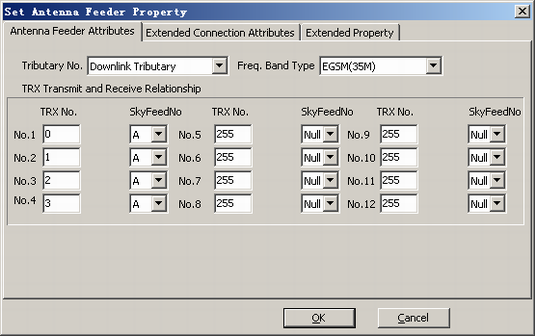 Set Antenna Feeder Property
Antenna Feeder Attributes Extended Connection Attributes Extended Property
Tributary No. Downlink Tributary Freq. Band Type EGSM(35M)
TRX Transmit and Receive Relationship
TRX No. SkyFeedNo TRX No. SkyFeedNo TRX No. SkyFeedNo
No.1 0 A No.5 255 Null No.9 255 Null
No.2 1 A No.6 255 Null No.10 255 Null
No.3 2 A No.7 255 Null No.11 255 Null
No.4 3 A No.8 255 Null No.12 255 Null
OK Cancel